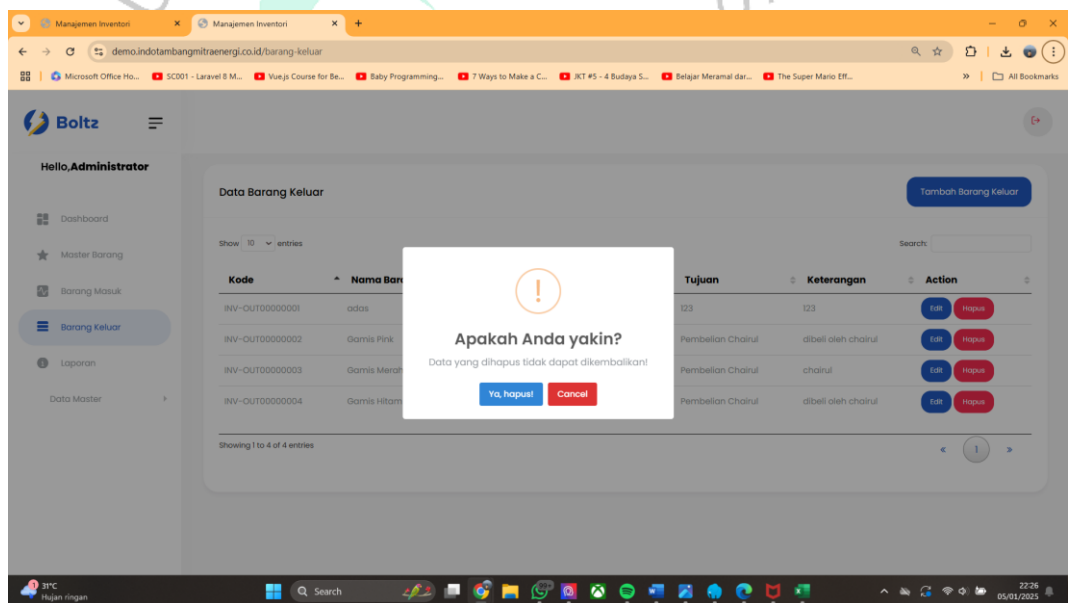 Manajemen Inventori
Manajemen Inventori
demo.indotambangmitraenergi.co.id/barang-keluar
Microsoft Office Ho... SC001 - Laravel 8 M... Vue.js Course for Be... Baby Programming... 7 Ways to Make a C... JKT #5 - 4 Budaya S... Belajar Meramal dar... The Super Mario Eff... All Bookmarks
Boltz
Hello,Administrator
Dashboard
Master Barang
Barang Masuk
Barang Keluar
Laporan
Data Master
Data Barang Keluar
Tambah Barang Keluar
Show 10 entries
Search:
Kode Nama Bar Tujuan Keterangan Action
INV-OUT00000001 adas 123 123 Edit Hapus
INV-OUT00000002 Gamis Pink Pembelian Chairul dibeli oleh chairul Edit Hapus
INV-OUT00000003 Gamis Merah Pembelian Chairul chairul Edit Hapus
INV-OUT00000004 Gamis Hitam Pembelian Chairul dibeli oleh chairul Edit Hapus
Apakah Anda yakin?
Data yang dihapus tidak dapat dikembalikan!
Ya, hapus! Cancel
Showing 1 to 4 of 4 entries
« 1 »
1 31°C
Hujan ringan
Search
99+
22:26
05/01/2025